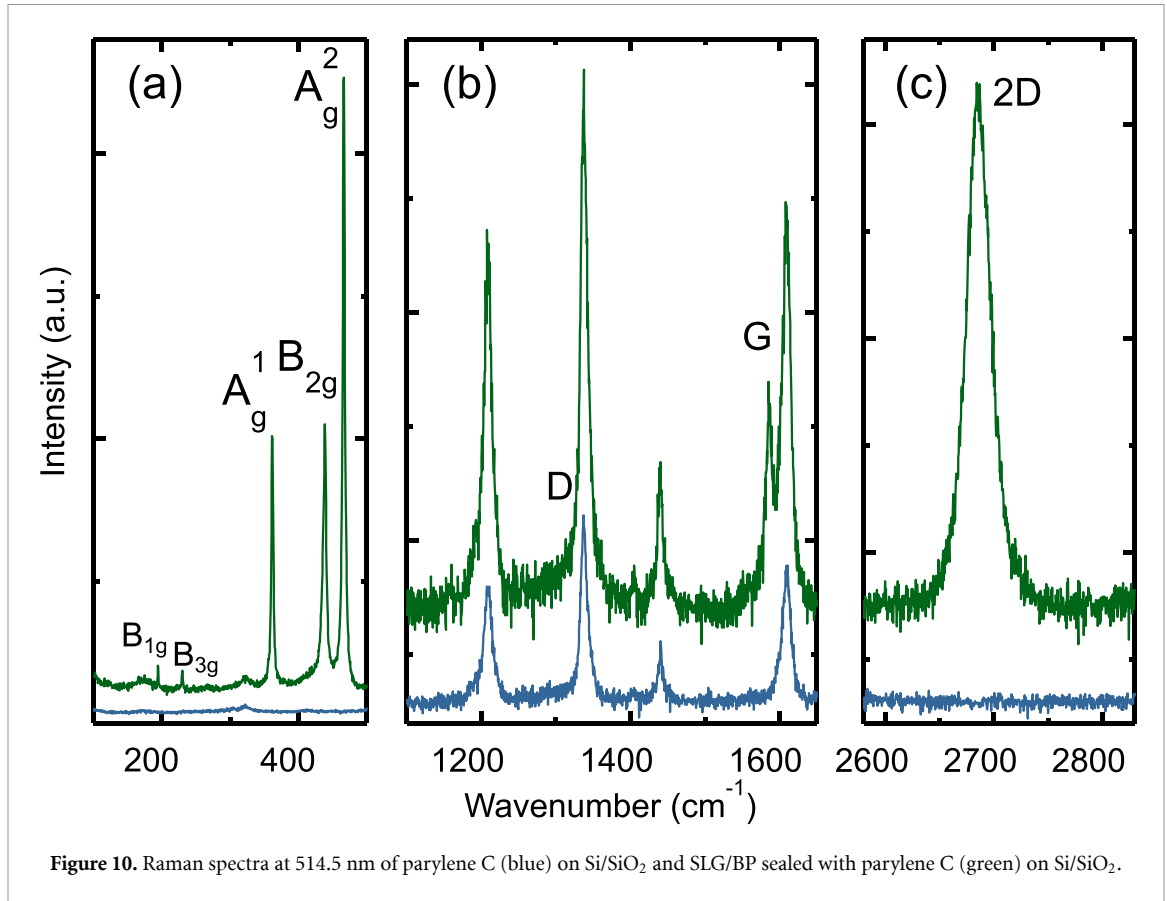 (a)
A²g
A¹g
B2g
B1g
B3g
(b)
D
G
(c)
2D
Intensity (a.u.)
200 400
1200 1400 1600
2600 2700 2800
Wavenumber (cm⁻¹)
Figure 10. Raman spectra at 514.5 nm of parylene C (blue) on Si/SiO₂ and SLG/BP sealed with parylene C (green) on Si/SiO₂.